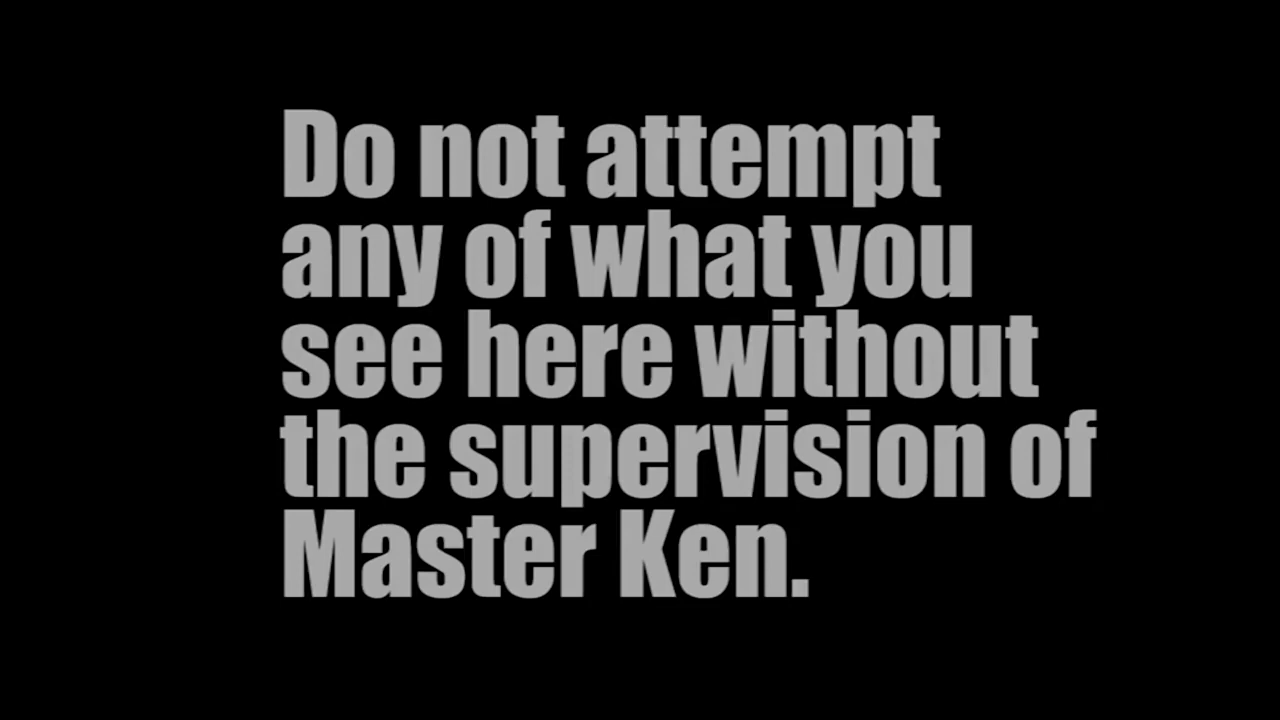 Do not attempt
any of what you
see here without
the supervision of
Master Ken.